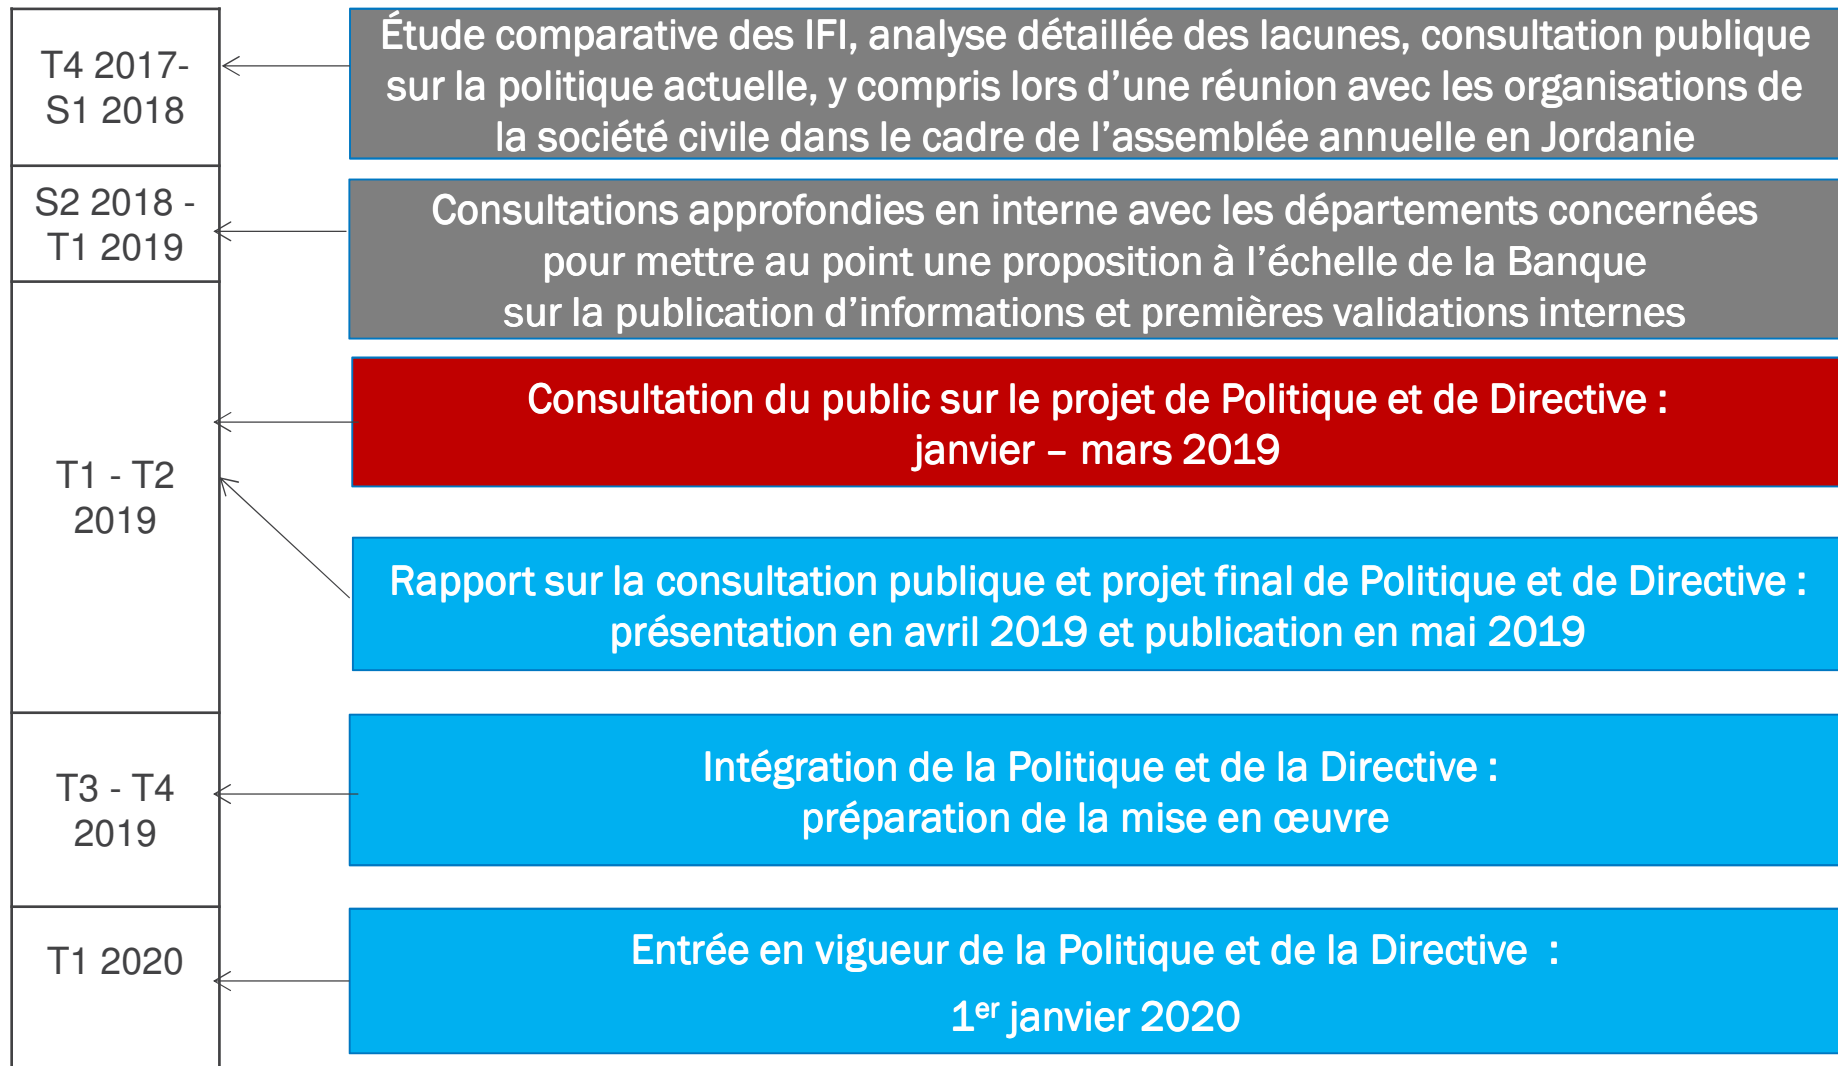 T4 2017-
S1 2018
Étude comparative des IFI, analyse détaillée des lacunes, consultation publique
sur la politique actuelle, y compris lors d’une réunion avec les organisations de
la société civile dans le cadre de l’assemblée annuelle en Jordanie
S2 2018 -
T1 2019
Consultations approfondies en interne avec les départements concernées
pour mettre au point une proposition à l’échelle de la Banque
sur la publication d’informations et premières validations internes
T1 - T2
2019
Consultation du public sur le projet de Politique et de Directive :
janvier – mars 2019
Rapport sur la consultation publique et projet final de Politique et de Directive :
présentation en avril 2019 et publication en mai 2019
T3 - T4
2019
Intégration de la Politique et de la Directive :
préparation de la mise en œuvre
T1 2020
Entrée en vigueur de la Politique et de la Directive :
1er janvier 2020